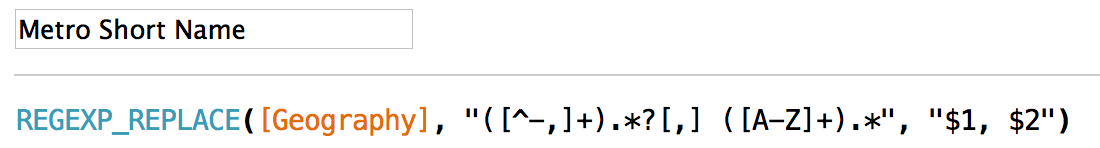 Metro Short Name
REGEXP_REPLACE([Geography], "([^-,]+).*?[,] ([A-Z]+).*", "$1, $2")